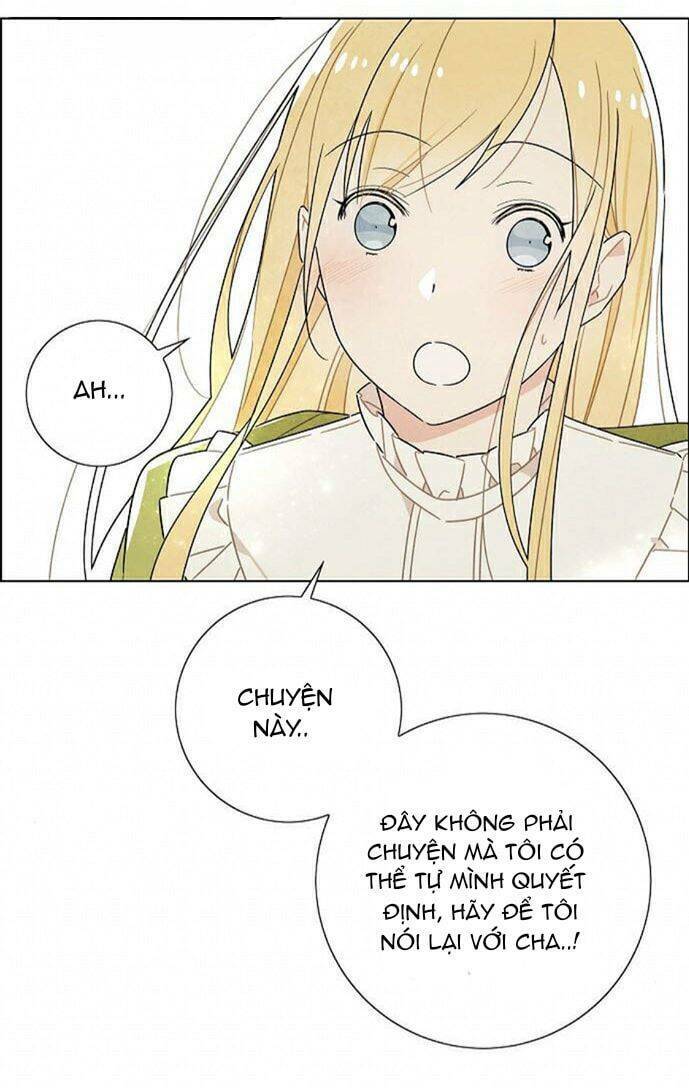 AH...
CHUYỆN
NÀY..
ĐÂY KHÔNG PHẢI
CHUYỆN MÀ TÔI CÓ
THỂ TỰ MÌNH QUYẾT
ĐỊNH, HÃY ĐỂ TÔI
NÓI LẠI VỚI CHA..!